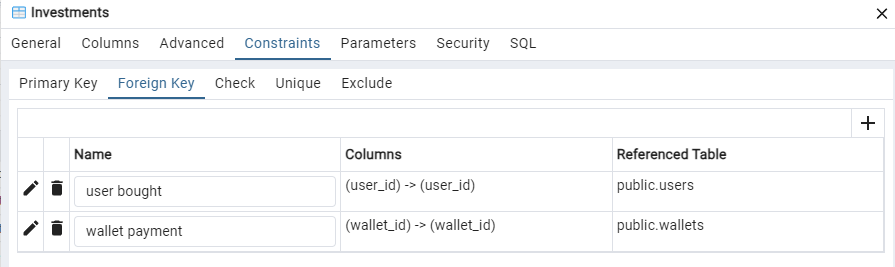 Investments
General Columns Advanced Constraints Parameters Security SQL
Primary Key Foreign Key Check Unique Exclude
Name Columns Referenced Table
user bought (user_id) -> (user_id) public.users
wallet payment (wallet_id) -> (wallet_id) public.wallets